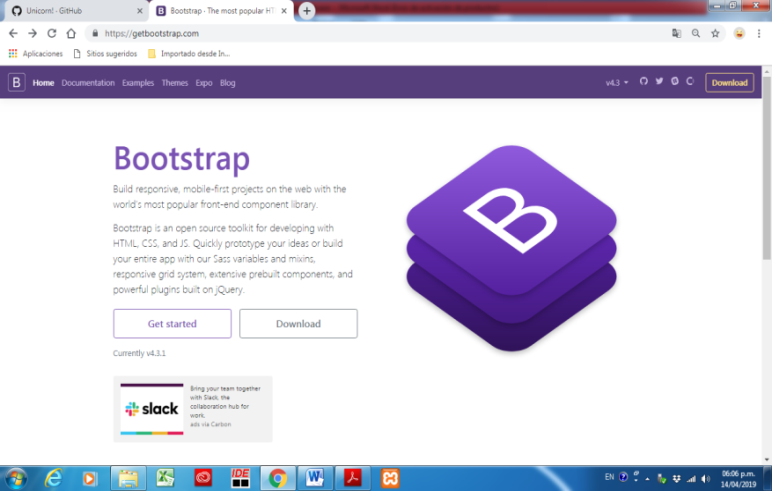 Unicorn! · GitHub
Bootstrap · The most popular HT
https://getbootstrap.com
Aplicaciones
Sitios sugeridos
Importado desde In...
B
Home
Documentation
Examples
Themes
Expo
Blog
v4.3
Download
Bootstrap
Build responsive, mobile-first projects on the web with the
world's most popular front-end component library.
Bootstrap is an open source toolkit for developing with
HTML, CSS, and JS. Quickly prototype your ideas or build
your entire app with our Sass variables and mixins,
responsive grid system, extensive prebuilt components, and
powerful plugins built on jQuery.
B
Get started
Download
Currently v4.3.1
slack
Bring your team together
with Slack, the
collaboration hub for
work.
ads via Carbon
IDE
EN
06:06 p.m.
14/04/2019